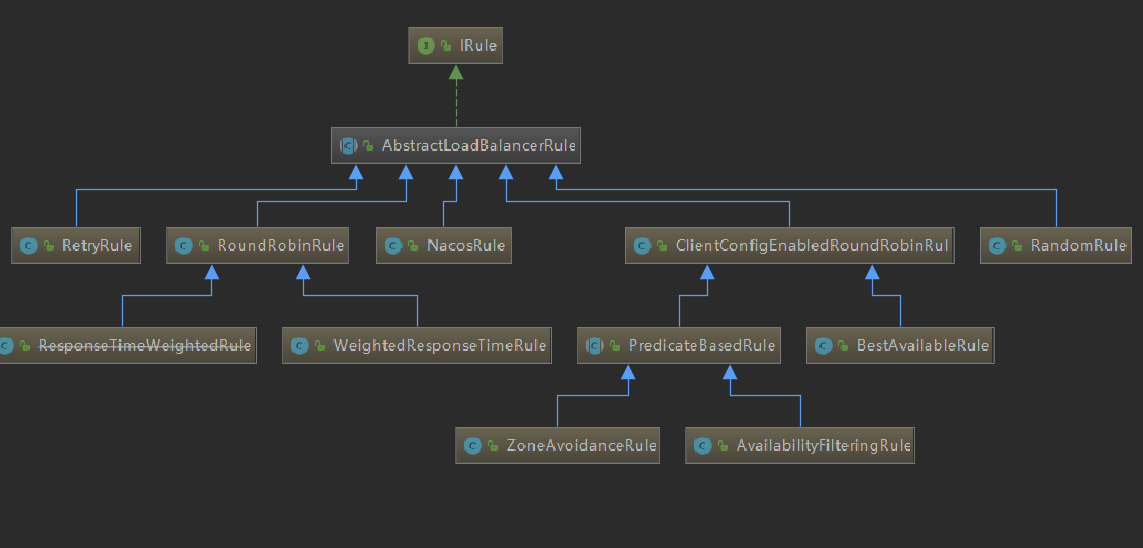 IRule
AbstractLoadBalancerRule
RetryRule
RoundRobinRule
NacosRule
ClientConfigEnabledRoundRobinRul
RandomRule
ResponseTimeWeightedRule
WeightedResponseTimeRule
PredicateBasedRule
BestAvailableRule
ZoneAvoidanceRule
AvailabilityFilteringRule